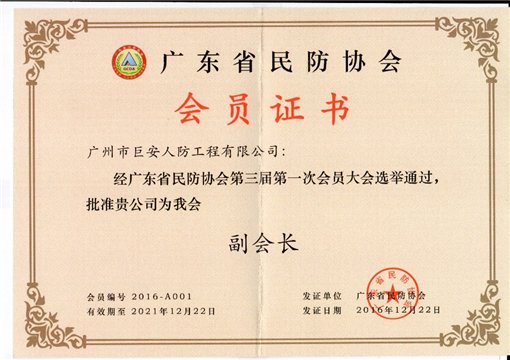 广东省民防协会
会员证书
广州市巨安人防工程有限公司：
经广东省民防协会第三届第一次会员大会选举通过，
批准贵公司为我会
副会长
会员编号 2016-A001
有效期至 2021年12月22日
发证单位 广东省民防协会
发证日期 2016年12月22日